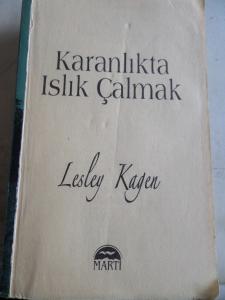 Karanlıkta
Islık Çalmak
Lesley Kagen
MARTI